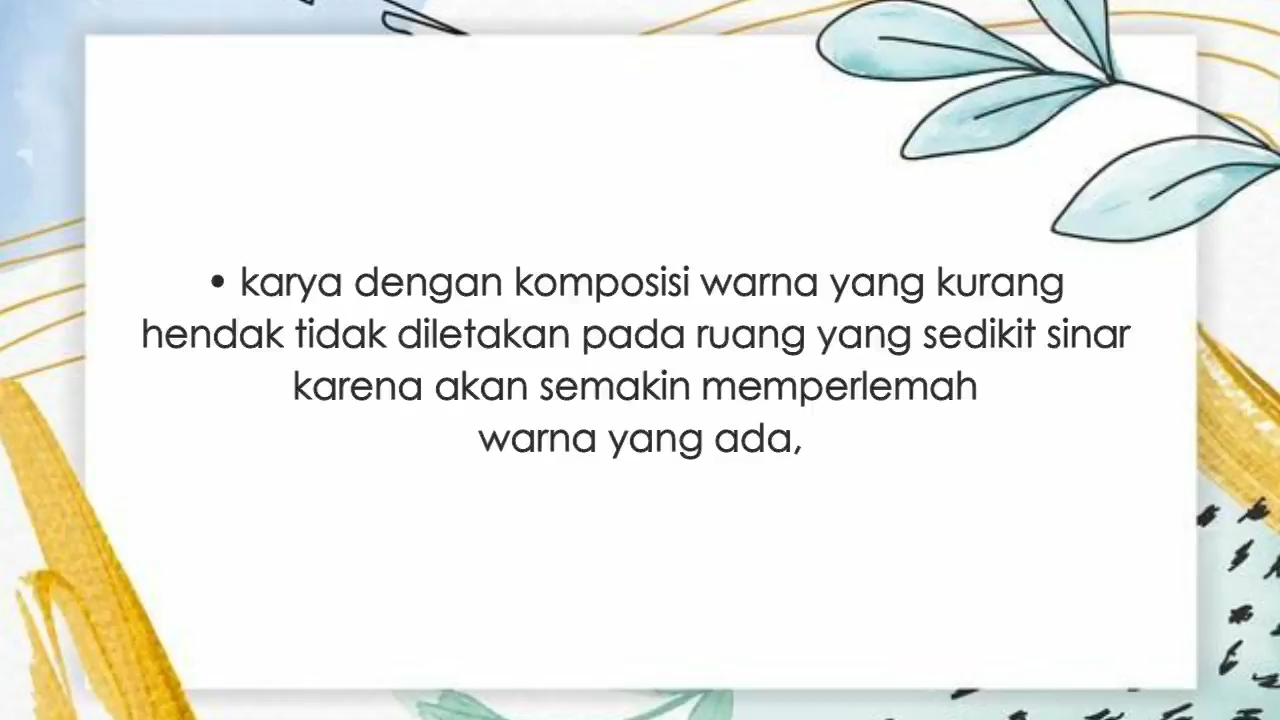 • karya dengan komposisi warna yang kurang
hendak tidak diletakan pada ruang yang sedikit sinar
karena akan semakin memperlemah
warna yang ada,